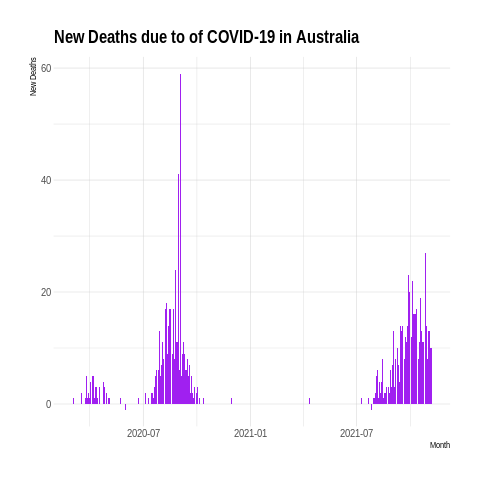 New Deaths due to of COVID-19 in Australia
New Deaths
60
40
20
0
2020-07
2021-01
2021-07
Month